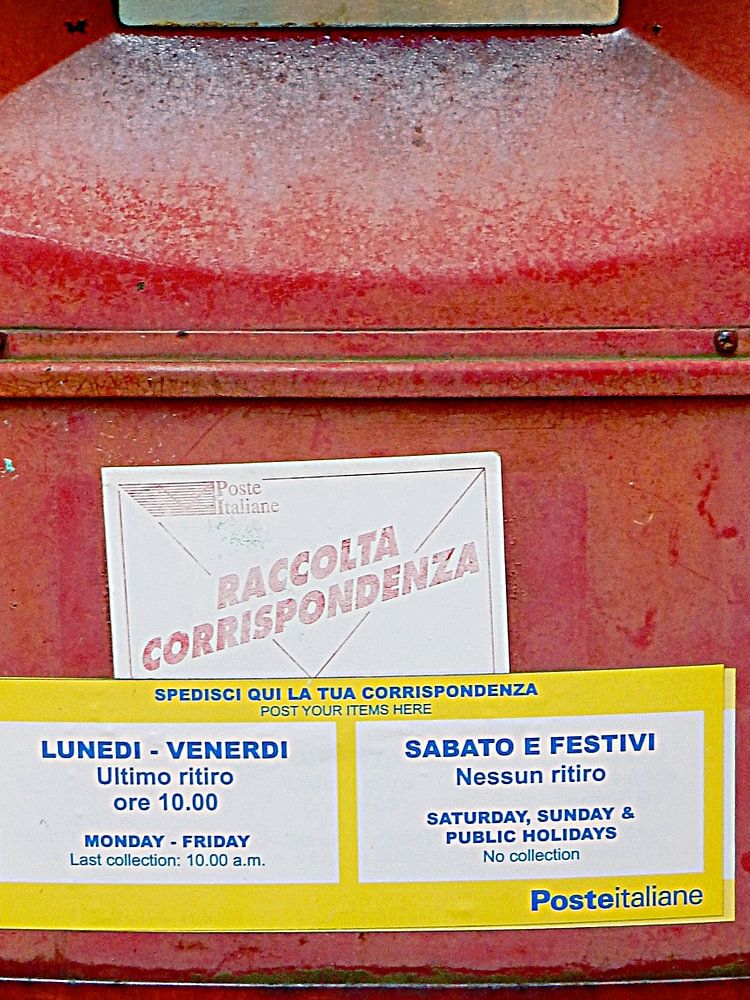 Poste
Italiane
RACCOLTA
CORRISPONDENZA
SPEDISCI QUI LA TUA CORRISPONDENZA
POST YOUR ITEMS HERE
LUNEDI - VENERDI
Ultimo ritiro
ore 10.00
MONDAY - FRIDAY
Last collection: 10.00 a.m.
SABATO E FESTIVI
Nessun ritiro
SATURDAY, SUNDAY &
PUBLIC HOLIDAYS
No collection
Posteitaliane